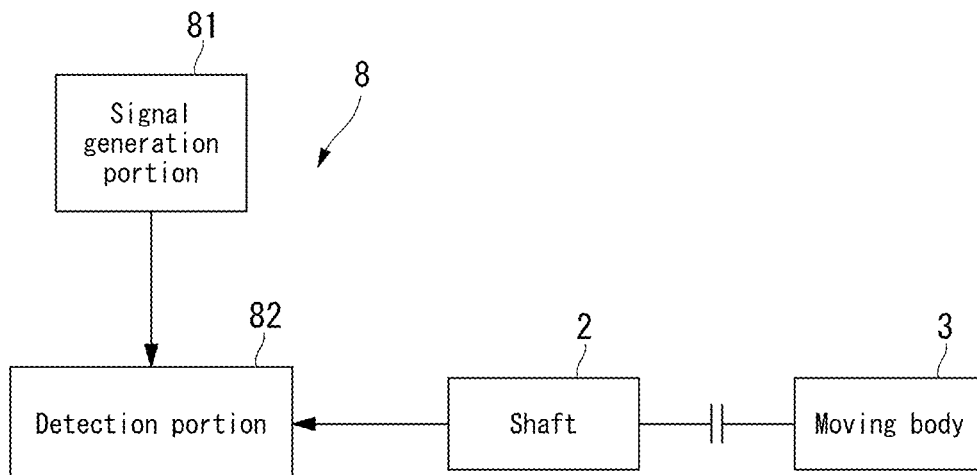 81
8
Signal
generation
portion
82
2
3
Detection portion
Shaft
Moving body